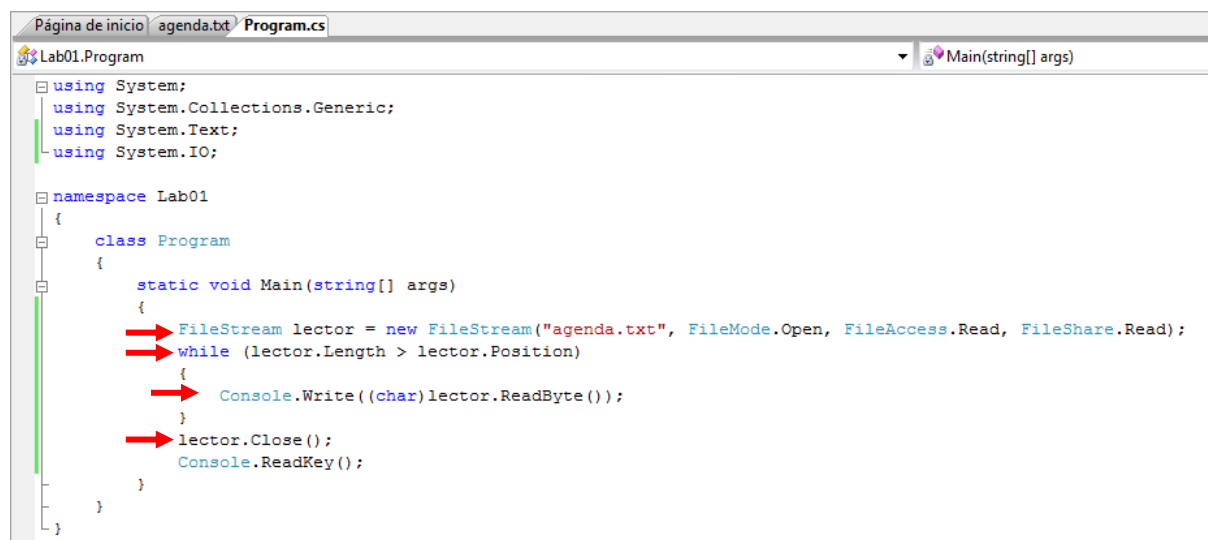 Página de inicio agenda.txt Program.cs
Lab01.Program Main(string[] args)
using System;
using System.Collections.Generic;
using System.Text;
using System.IO;
namespace Lab01
{
class Program
{
static void Main(string[] args)
{
FileStream lector = new FileStream("agenda.txt", FileMode.Open, FileAccess.Read, FileShare.Read);
while (lector.Length > lector.Position)
{
Console.Write((char)lector.ReadByte());
}
lector.Close();
Console.ReadKey();
}
}
}